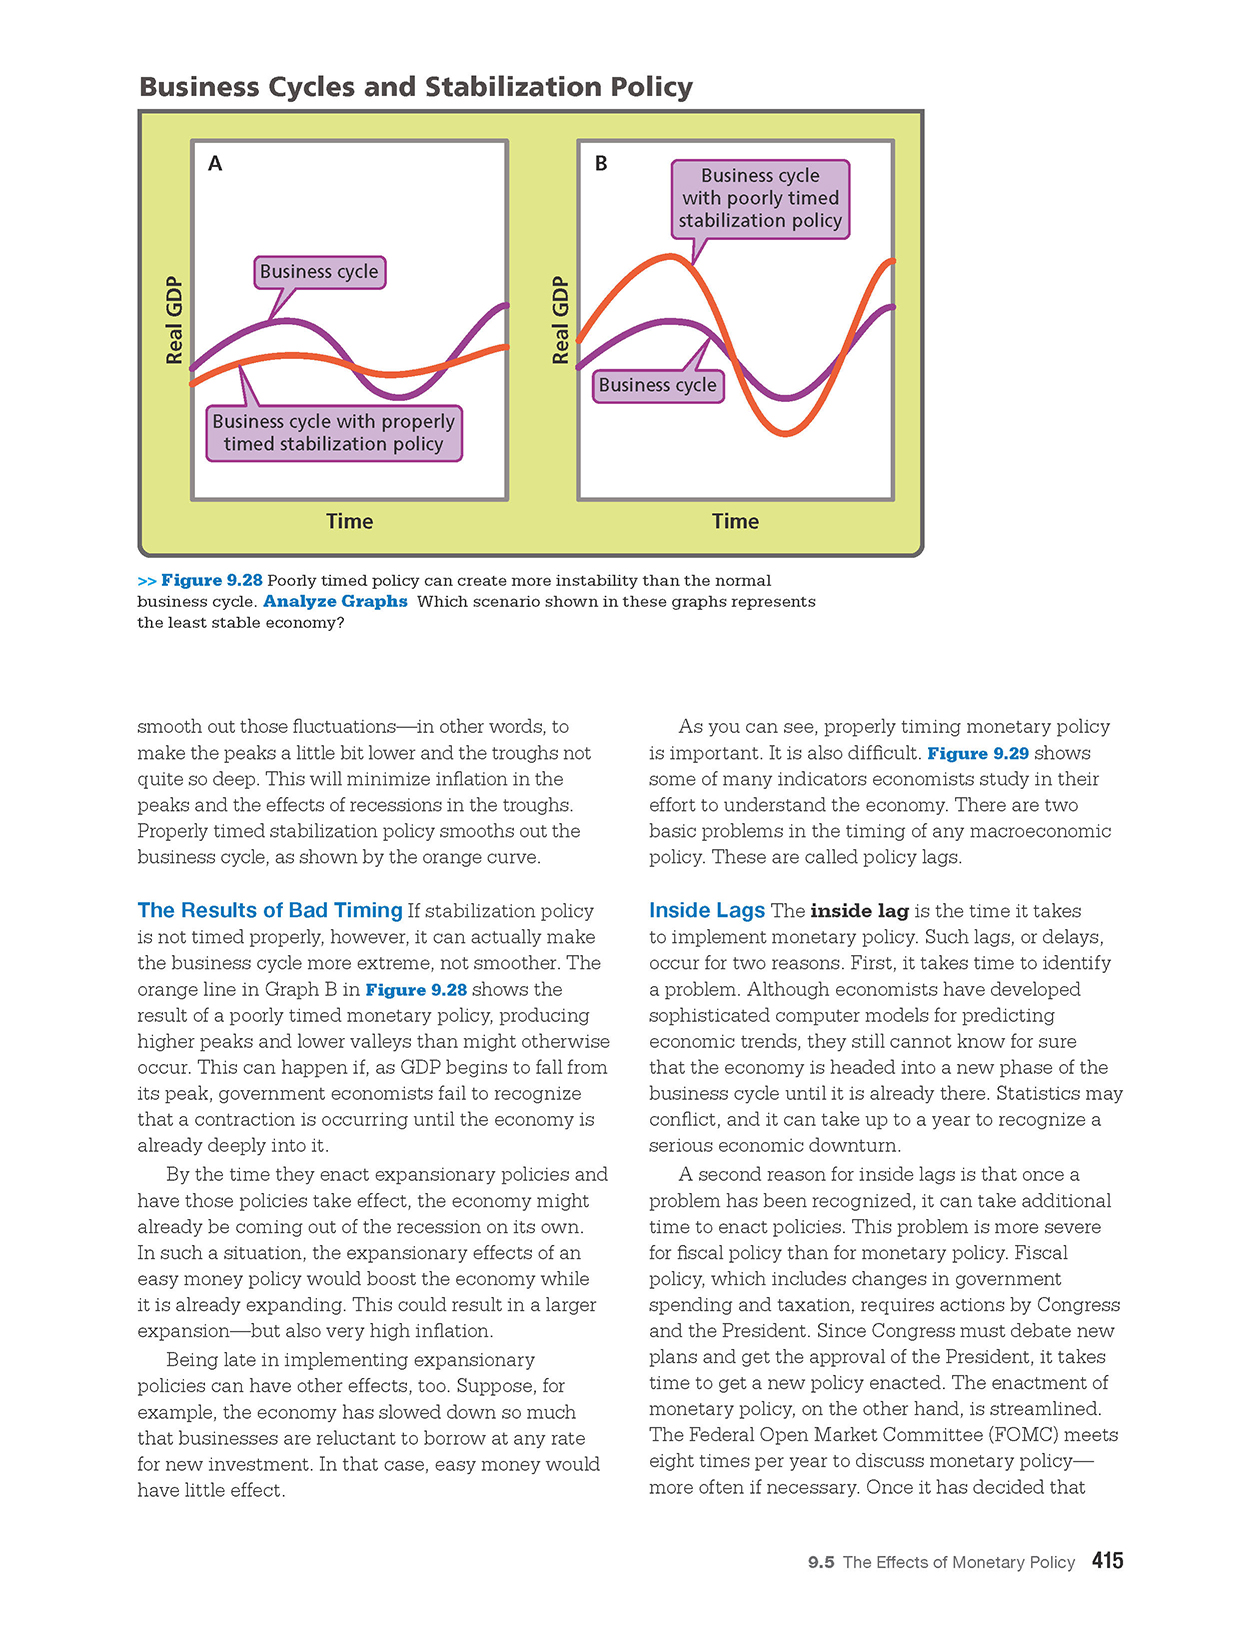 Business Cycles and Stabilization Policy
A
Business cycle
Business cycle with properly
timed stabilization policy
Real GDP
Time
B
Business cycle
with poorly timed
stabilization policy
Business cycle
Real GDP
Time
>> Figure 9.28 Poorly timed policy can create more instability than the normal
business cycle. Analyze Graphs Which scenario shown in these graphs represents
the least stable economy?
smooth out those fluctuations—in other words, to
make the peaks a little bit lower and the troughs not
quite so deep. This will minimize inflation in the
peaks and the effects of recessions in the troughs.
Properly timed stabilization policy smooths out the
business cycle, as shown by the orange curve.
The Results of Bad Timing If stabilization policy
is not timed properly, however, it can actually make
the business cycle more extreme, not smoother. The
orange line in Graph B in Figure 9.28 shows the
result of a poorly timed monetary policy, producing
higher peaks and lower valleys than might otherwise
occur. This can happen if, as GDP begins to fall from
its peak, government economists fail to recognize
that a contraction is occurring until the economy is
already deeply into it.
By the time they enact expansionary policies and
have those policies take effect, the economy might
already be coming out of the recession on its own.
In such a situation, the expansionary effects of an
easy money policy would boost the economy while
it is already expanding. This could result in a larger
expansion—but also very high inflation.
Being late in implementing expansionary
policies can have other effects, too. Suppose, for
example, the economy has slowed down so much
that businesses are reluctant to borrow at any rate
for new investment. In that case, easy money would
have little effect.
As you can see, properly timing monetary policy
is important. It is also difficult. Figure 9.29 shows
some of many indicators economists study in their
effort to understand the economy. There are two
basic problems in the timing of any macroeconomic
policy. These are called policy lags.
Inside Lags The inside lag is the time it takes
to implement monetary policy. Such lags, or delays,
occur for two reasons. First, it takes time to identify
a problem. Although economists have developed
sophisticated computer models for predicting
economic trends, they still cannot know for sure
that the economy is headed into a new phase of the
business cycle until it is already there. Statistics may
conflict, and it can take up to a year to recognize a
serious economic downturn.
A second reason for inside lags is that once a
problem has been recognized, it can take additional
time to enact policies. This problem is more severe
for fiscal policy than for monetary policy. Fiscal
policy, which includes changes in government
spending and taxation, requires actions by Congress
and the President. Since Congress must debate new
plans and get the approval of the President, it takes
time to get a new policy enacted. The enactment of
monetary policy, on the other hand, is streamlined.
The Federal Open Market Committee (FOMC) meets
eight times per year to discuss monetary policy—
more often if necessary. Once it has decided that
9.5 The Effects of Monetary Policy 415